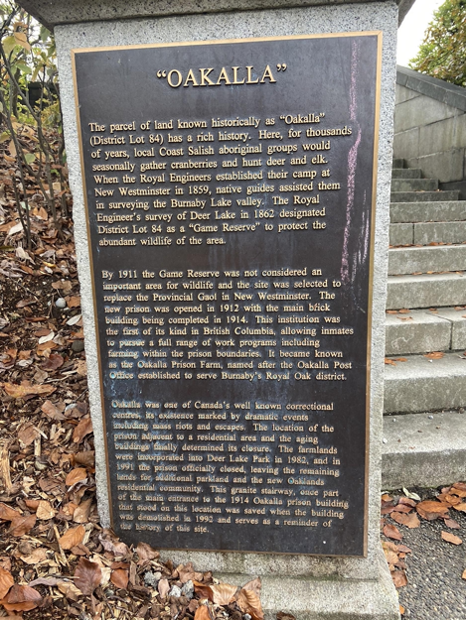 “OAKALLA”
The parcel of land known historically as “Oakalla”
(District Lot 84) has a rich history. Here, for thousands
of years, local Coast Salish aboriginal groups would
seasonally gather cranberries and hunt deer and elk.
When the Royal Engineers established their camp at
New Westminster in 1859, native guides assisted them
in surveying the Burnaby Lake valley. The Royal
Engineer's survey of Deer Lake in 1862 designated
District Lot 84 as a “Game Reserve” to protect the
abundant wildlife of the area.
By 1911 the Game Reserve was not considered an
important area for wildlife and the site was selected to
replace the Provincial Gaol in New Westminster. The
new prison was opened in 1912 with the main brick
building being completed in 1914. This institution was
the first of its kind in British Columbia, allowing inmates
to pursue a full range of work programs including
farming within the prison boundaries. It became known
as the Oakalla Prison Farm, named after the Oakalla Post
Office established to serve Burnaby's Royal Oak district.
Oakalla was one of Canada's well known correctional
centres, its existence marked by dramatic events
including mass riots and escapes. The location of the
prison adjacent to a residential area and the aging
buildings finally determined its closure. The farmlands
were incorporated into Deer Lake Park in 1982, and in
1991 the prison officially closed, leaving the remaining
lands for additional parkland and the new Oaklands
residential community. This granite stairway, once part
of the main entrance to the 1914 Oakalla prison building
that stood on this location was saved when the building
was demolished in 1992 and serves as a reminder of
the history of this site.